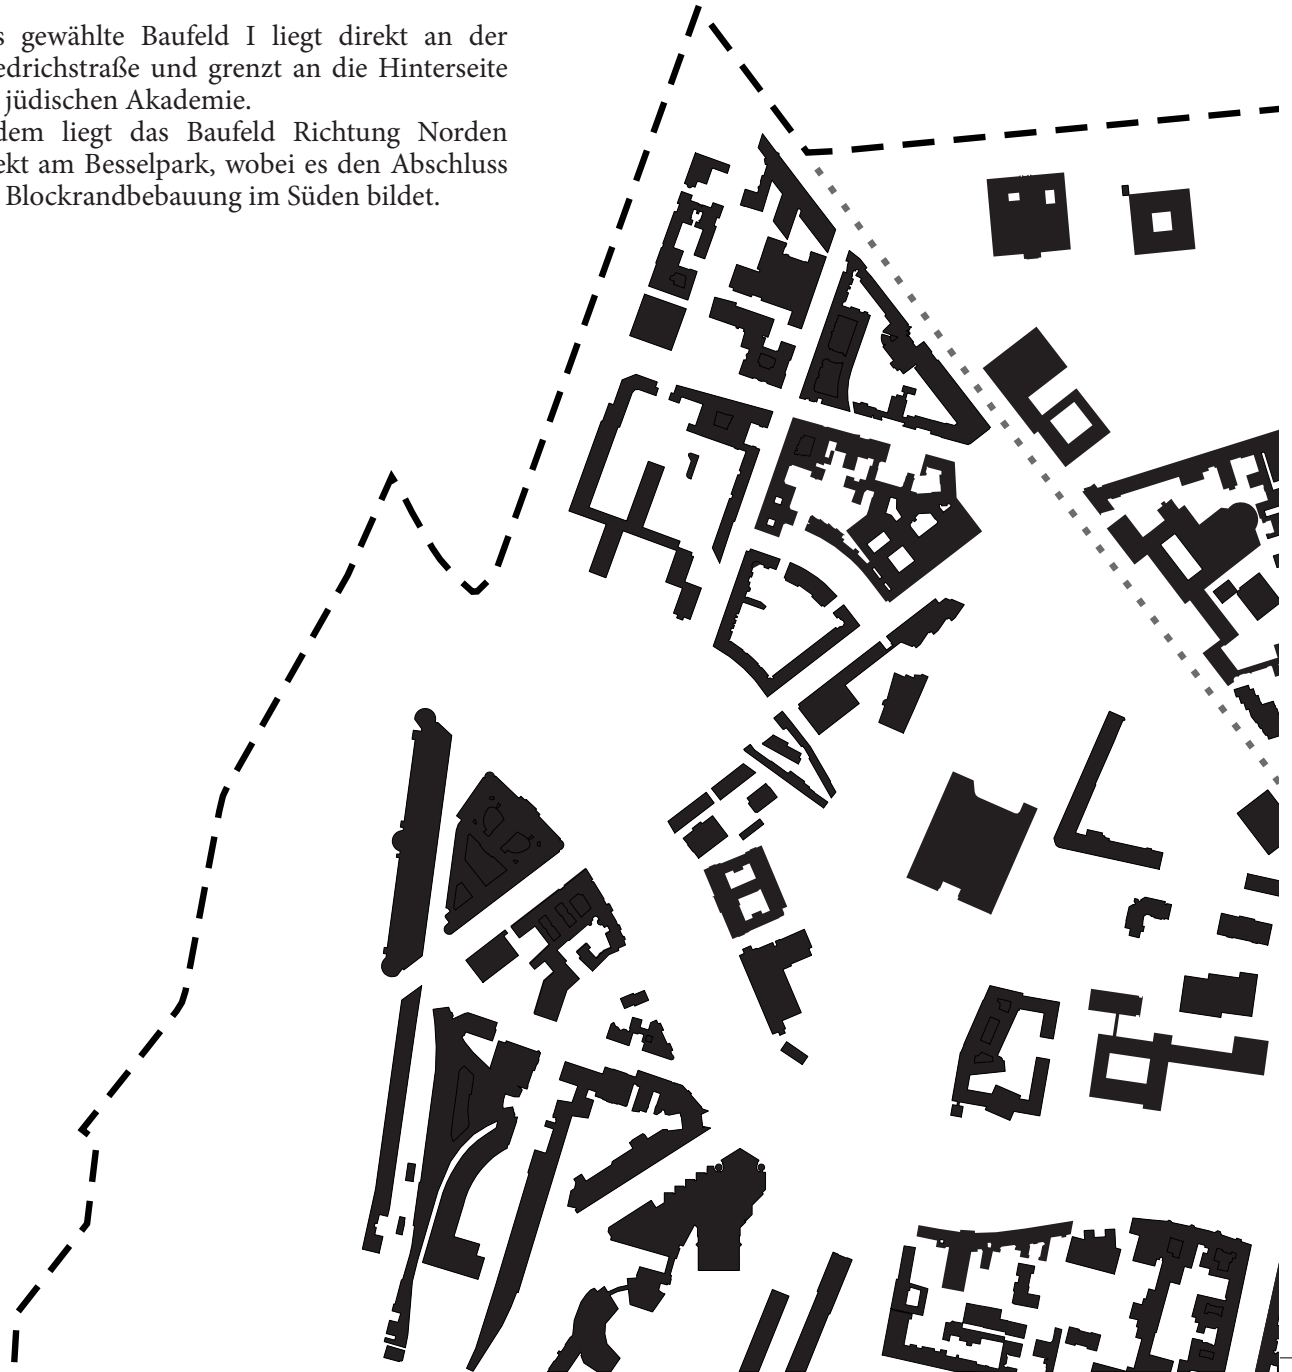 s gewählte Baufeld I liegt direkt an der
edrichstraße und grenzt an die Hinterseite
jüdischen Akademie.
dem liegt das Baufeld Richtung Norden
ekt am Besselpark, wobei es den Abschluss
Blockrandbebauung im Süden bildet.